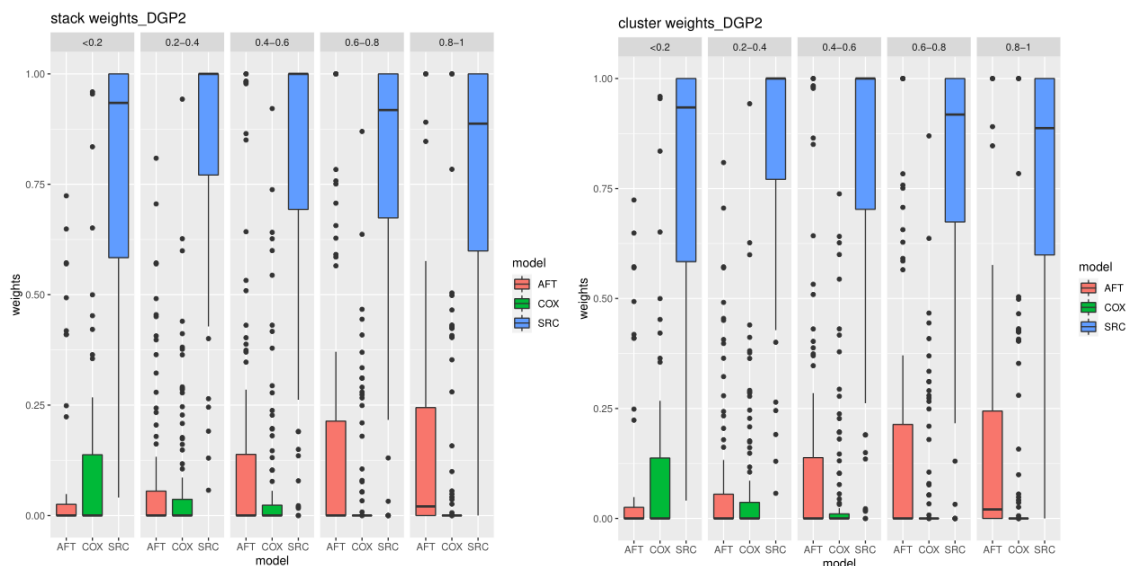 stack weights_DGP2
<0.2 0.2–0.4 0.4–0.6 0.6–0.8 0.8–1
1.00
0.75
0.50
0.25
0.00
weights
AFT COX SRC AFT COX SRC AFT COX SRC AFT COX SRC AFT COX SRC
model
model
AFT
COX
SRC
cluster weights_DGP2
<0.2 0.2–0.4 0.4–0.6 0.6–0.8 0.8–1
1.00
0.75
0.50
0.25
0.00
weights
AFT COX SRC AFT COX SRC AFT COX SRC AFT COX SRC AFT COX SRC
model
model
AFT
COX
SRC